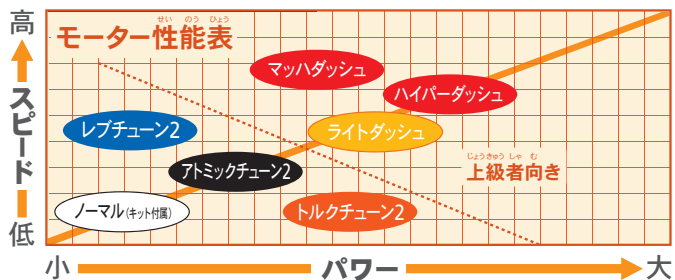 高
スピード
低
せいのうひょう
モーター性能表
マッハダッシュ
ハイパーダッシュ
レブチューン2
ライトダッシュ
アトミックチューン2
じょうきゅうしゃむ
上級者向き
ノーマル(キット付属)
トルクチューン2
小
パワー
大